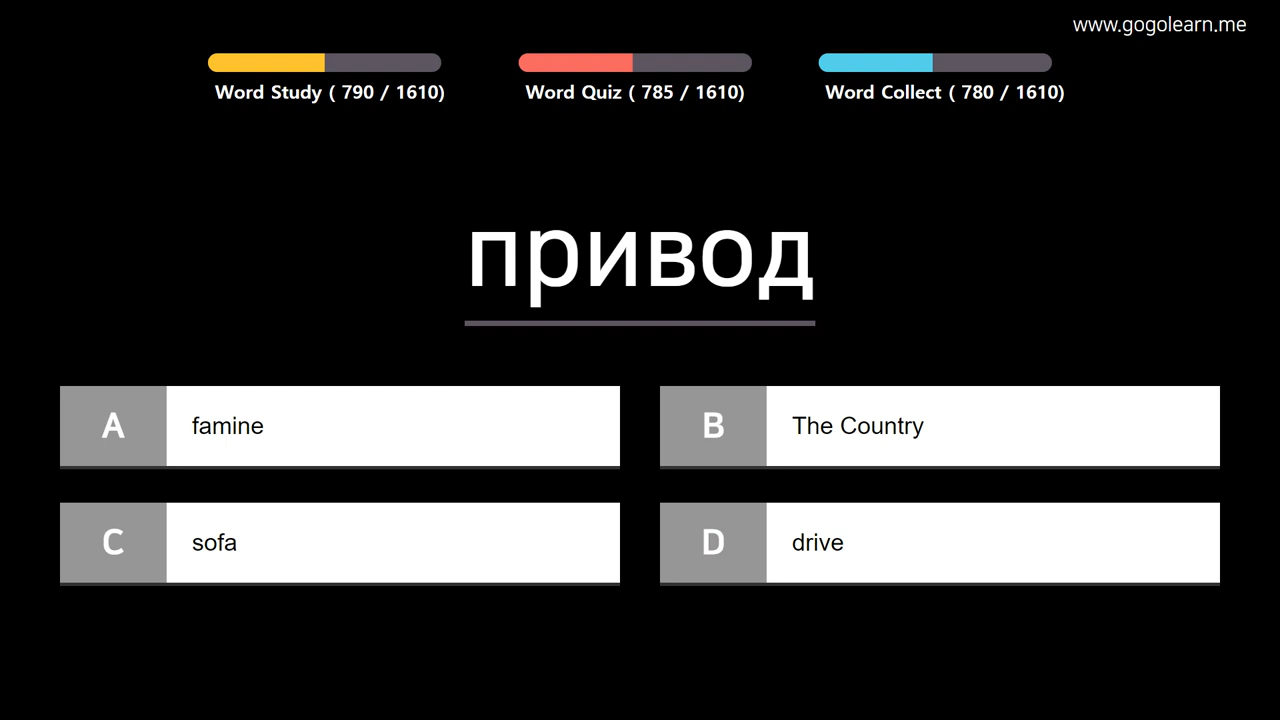 www.gogolearn.me
Word Study ( 790 / 1610)
Word Quiz ( 785 / 1610)
Word Collect ( 780 / 1610)
привод
A famine
B The Country
C sofa
D drive